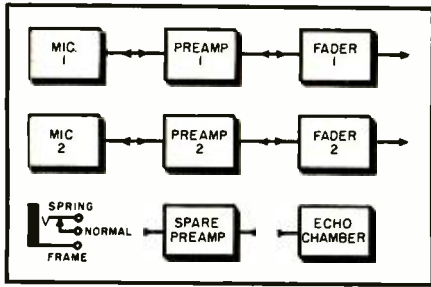 MIC.
1
PREAMP
1
FADER
1
MIC
2
PREAMP
2
FADER
2
SPRING
NORMAL
FRAME
SPARE
PREAMP
ECHO
CHAMBER